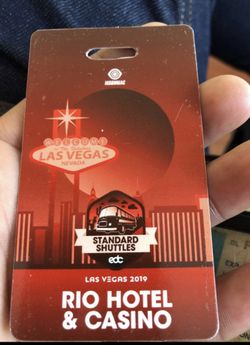 INSOMNIAC
WELCOME
TO Fabulous
LAS VEGAS
NEVADA
STANDARD
SHUTTLES
edc
LAS VEGAS 2019
RIO HOTEL
& CASINO